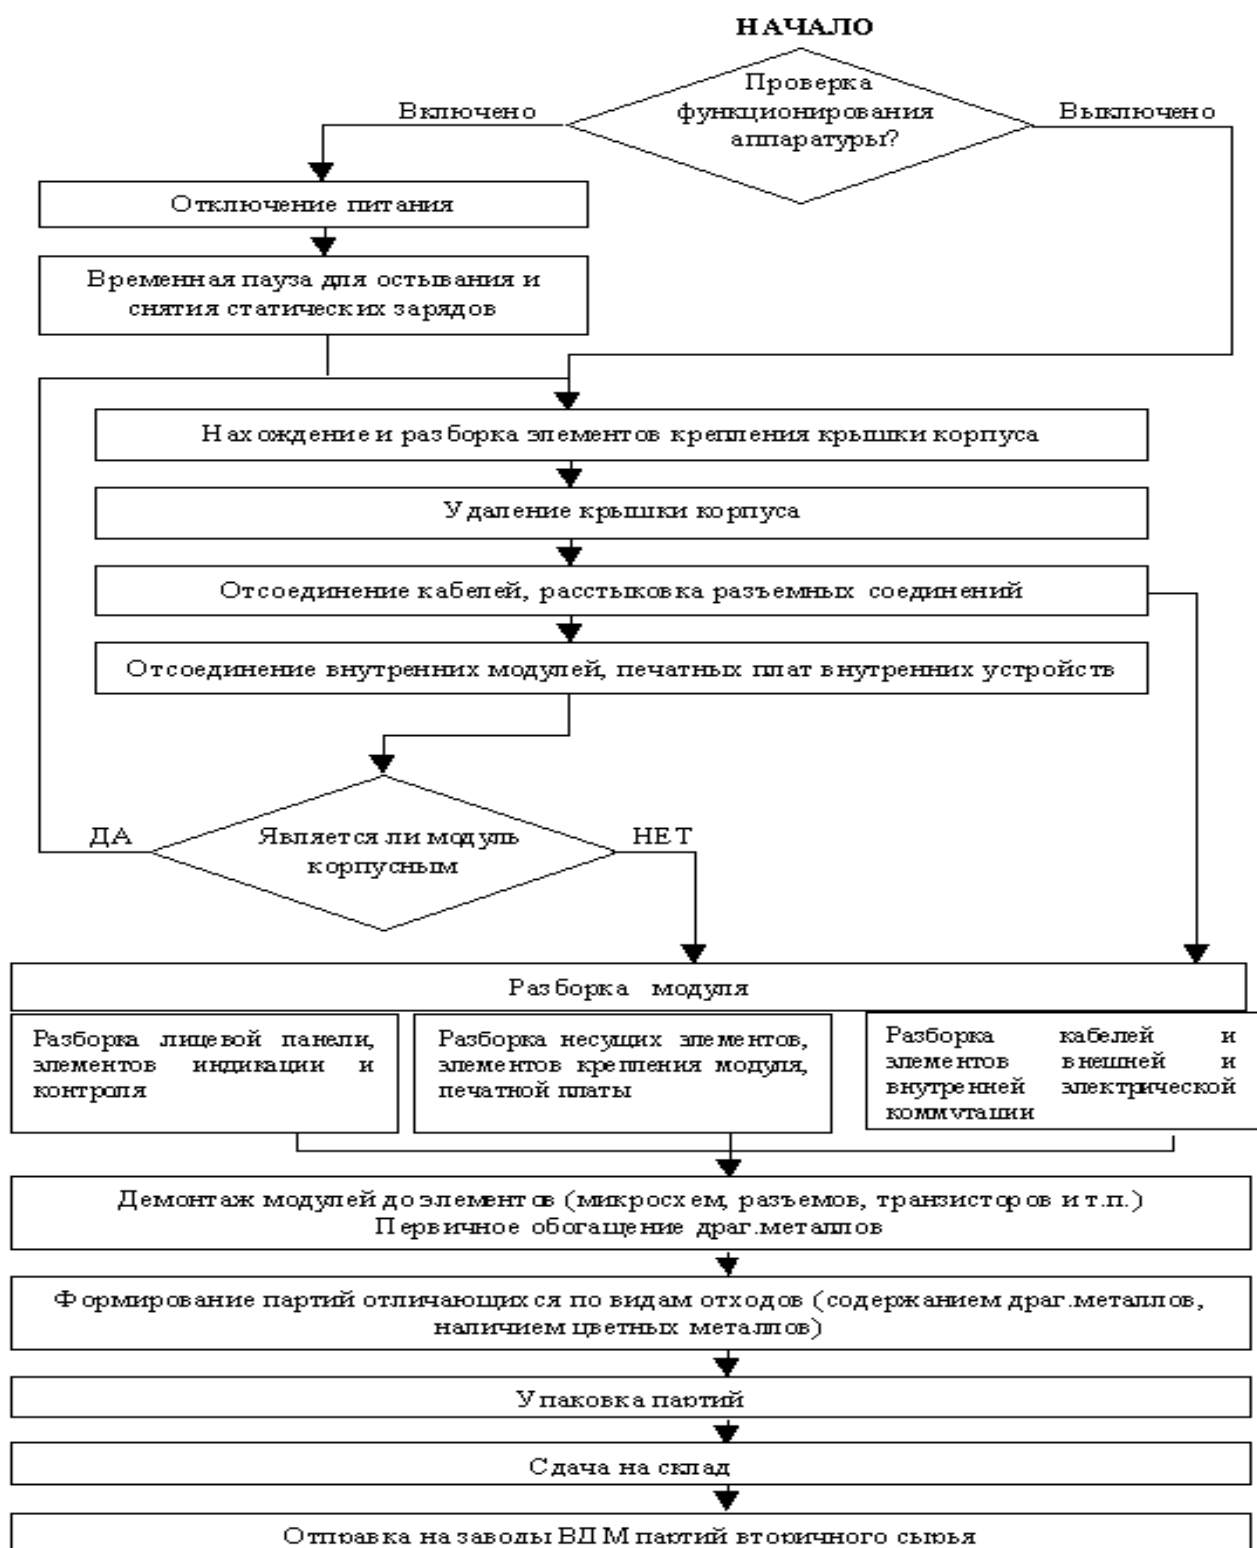 НАЧАЛО
Проверка
функционирования
аппаратуры?
Включено
Выключено
Отключение питания
Временная пауза для остывания и
снятия статических зарядов
Нахождение и разборка элементов крепления крышки корпуса
Удаление крышки корпуса
Отсоединение кабелей, расстыковка разъемных соединений
Отсоединение внутренних модулей, печатных плат внутренних устройств
ДА
Является ли модуль
корпусным
НЕТ
Разборка модуля
Разборка лицевой панели,
элементов индикации и
контроля
Разборка несущих элементов,
элементов крепления модуля,
печатной платы
Разборка кабелей и
элементов внешней и
внутренней электрической
коммутации
Демонтаж модулей до элементов (микросхем, разъемов, транзисторов и т.п.)
Первичное обогащение драг.металлов
Формирование партий отличающихся по видам отходов (содержанием драг.металлов,
наличием цветных металлов)
Упаковка партий
Сдача на склад
Отправка на заводы ВДМ партий вторичного сырья